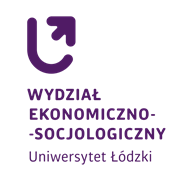 WYDZIAŁ
EKONOMICZNO-
-SOCJOLOGICZNY
Uniwersytet Łódzki